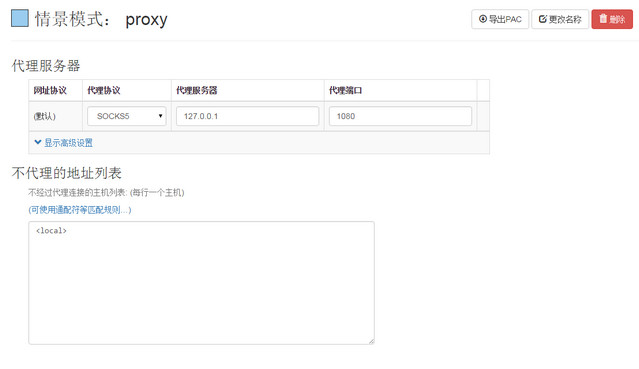 情景模式： proxy
导出PAC 更改名称 删除
代理服务器
网址协议 代理协议 代理服务器 代理端口
(默认) SOCKS5 127.0.0.1 1080
显示高级设置
不代理的地址列表
不经过代理连接的主机列表: (每行一个主机)
(可使用通配符等匹配规则...)
<local>